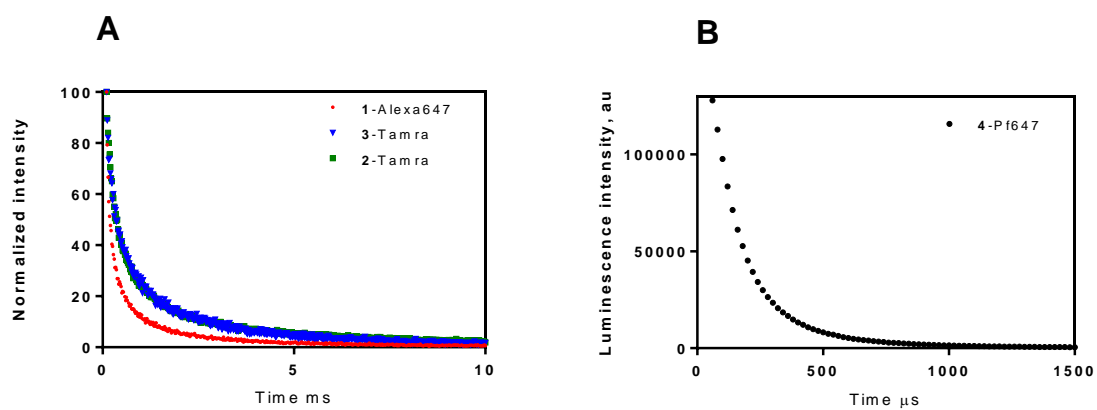 A
Normalized intensity
100
80
60
40
20
0
1-Alexa647
3-Tamra
2-Tamra
0 5 10
Time ms
B
Luminescence intensity, au
100000
50000
0
4-Pf647
0 500 1000 1500
Time μs